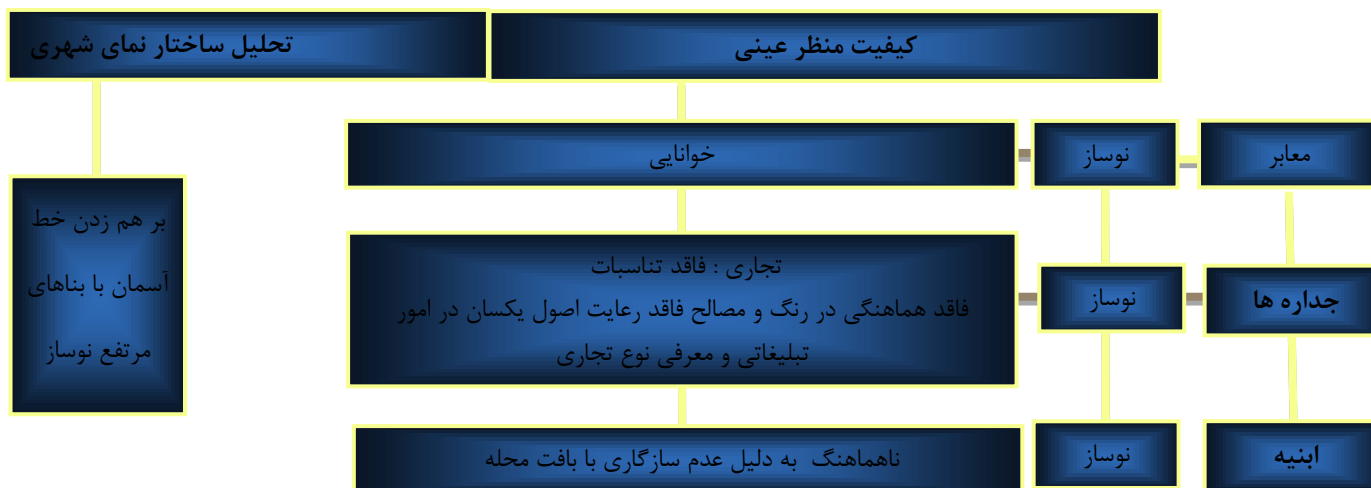 کیفیت منظر عینی
تحلیل ساختار نمای شهری
معابر
نوساز
خوانایی
جداره ها
نوساز
تجاری : فاقد تناسبات
فاقد هماهنگی در رنگ و مصالح فاقد رعایت اصول یکسان در امور
تبلیغاتی و معرفی نوع تجاری
ابنیه
نوساز
ناهماهنگ به دلیل عدم سازگاری با بافت محله
بر هم زدن خط
آسمان با بناهای
مرتفع نوساز